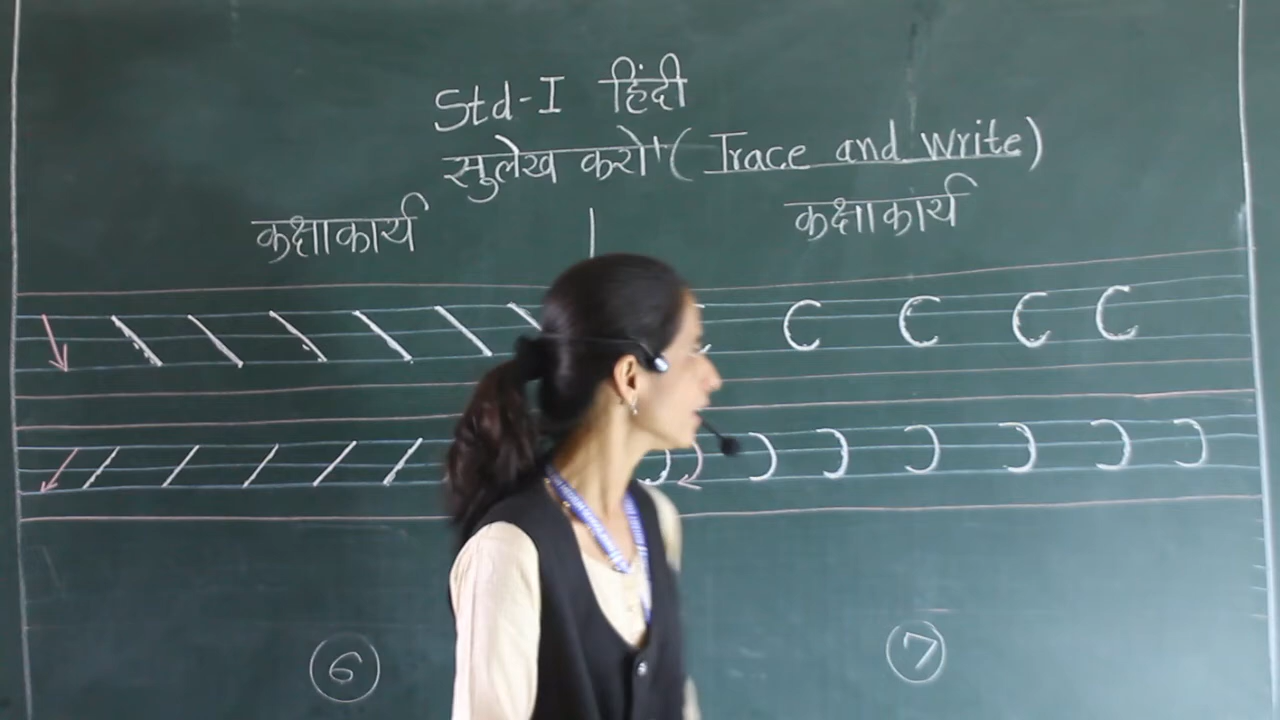 Std-I हिंदी
सुलेख करो (Trace and write)
कक्षाकार्य
कक्षाकार्य
6
7